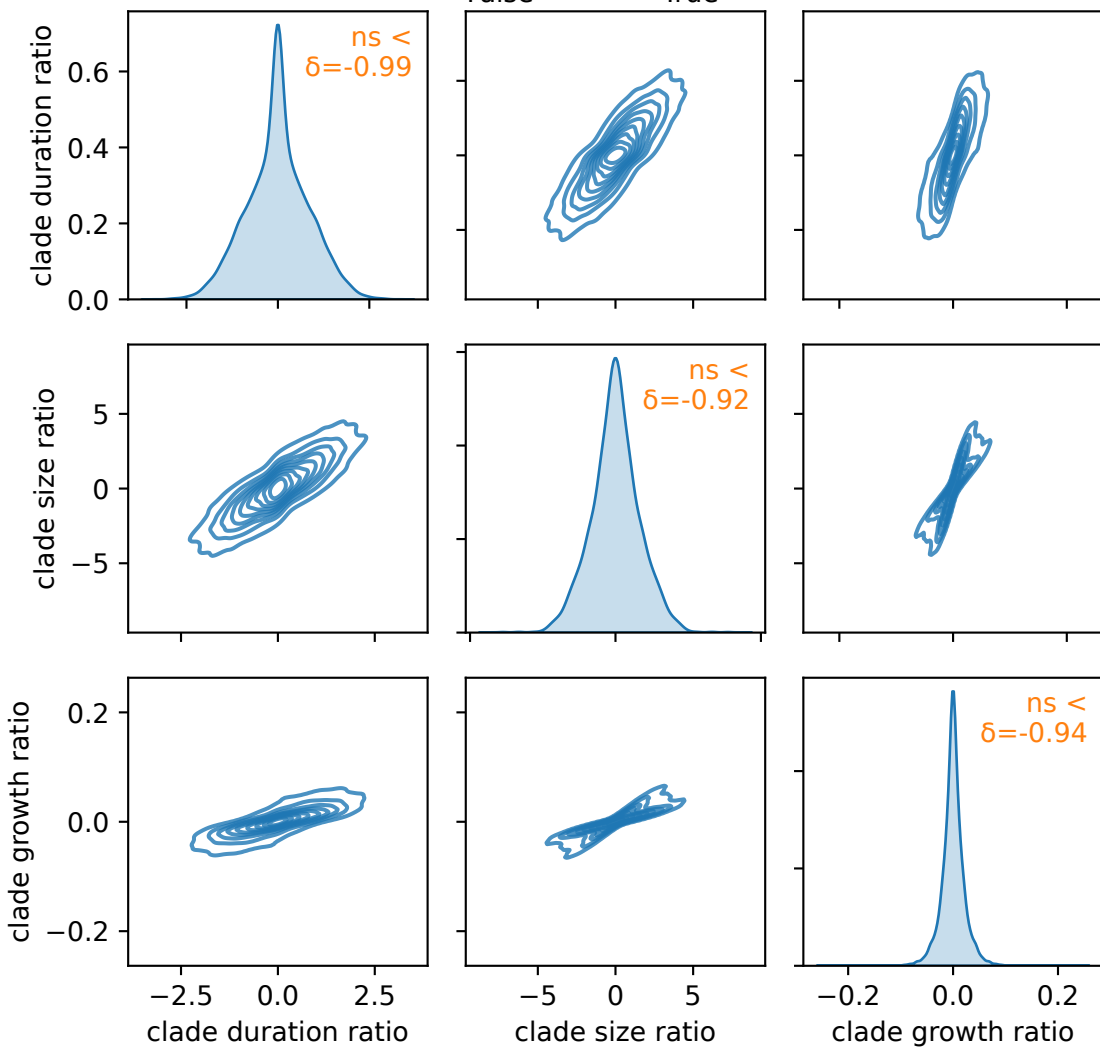 clade duration ratio
0.6
0.4
0.2
0.0
ns <
δ=-0.99
clade size ratio
5
0
−5
ns <
δ=-0.92
clade growth ratio
0.2
0.0
−0.2
ns <
δ=-0.94
−2.5 0.0 2.5
−5 0 5
−0.2 0.0 0.2
clade duration ratio
clade size ratio
clade growth ratio